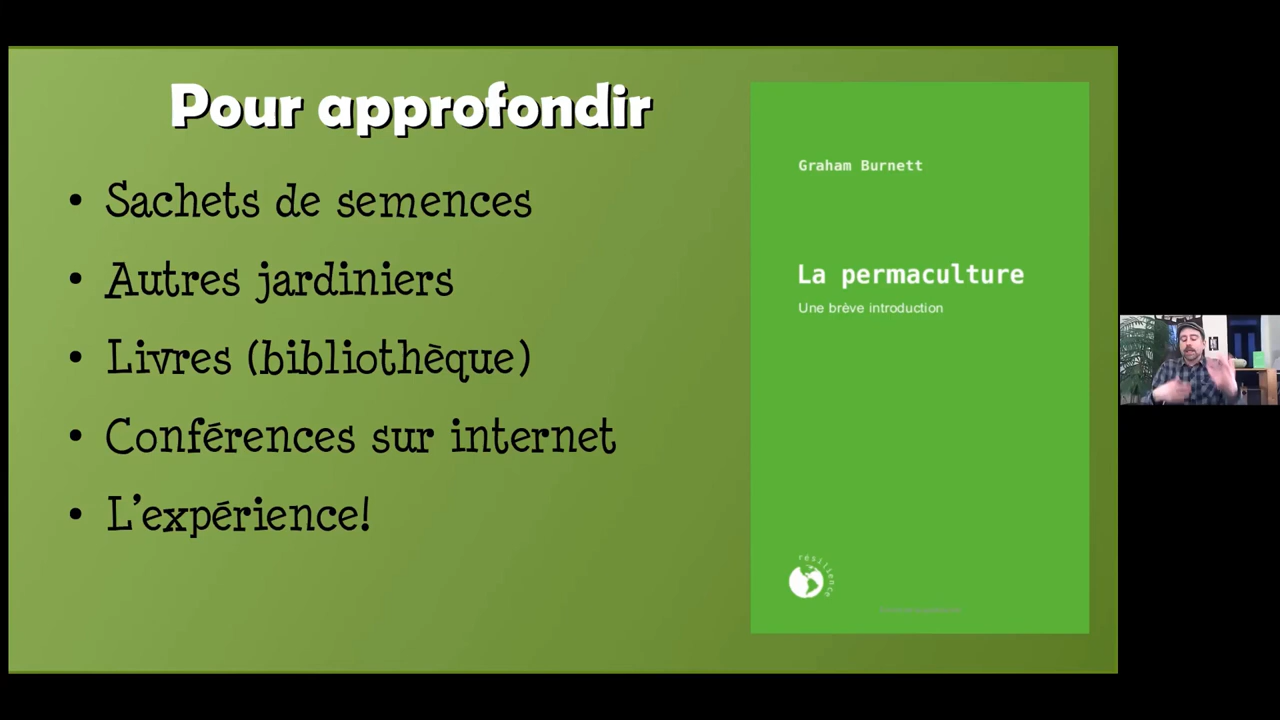 Pour approfondir
• Sachets de semences
• Autres jardiniers
• Livres (bibliothèque)
• Conférences sur internet
• L'expérience!
Graham Burnett
La permaculture
Une brève introduction
résilience